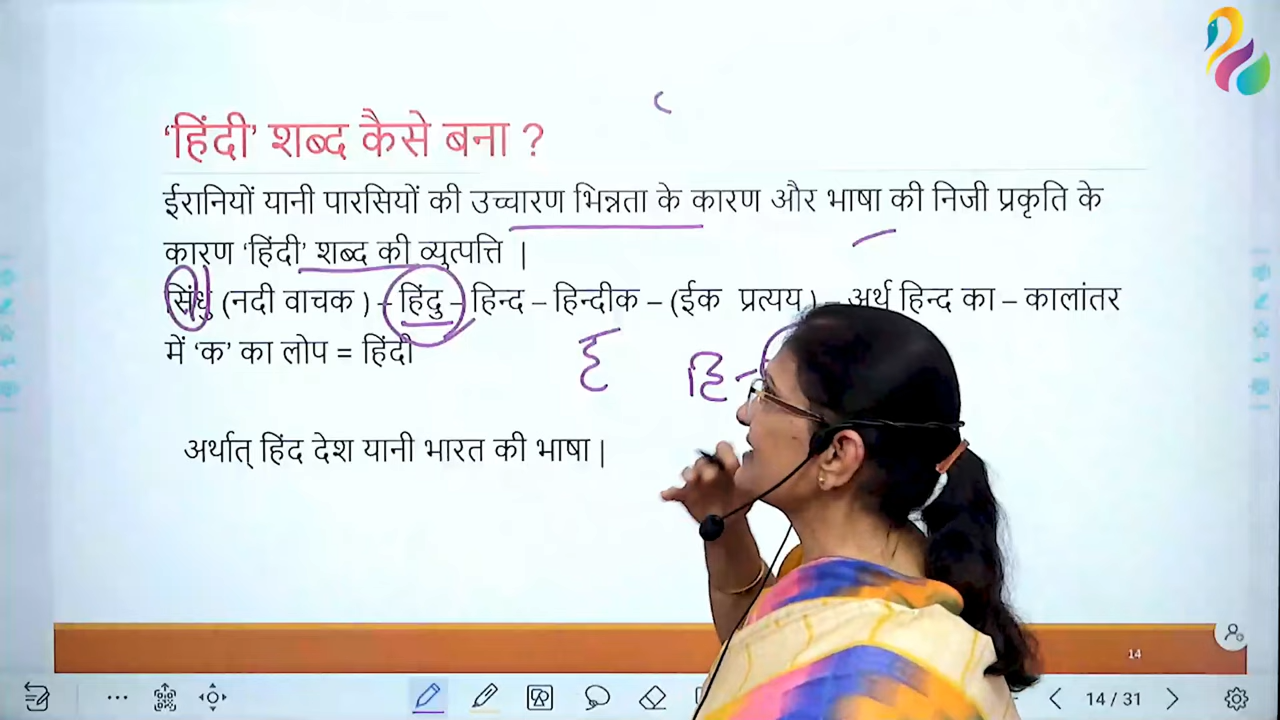 ‘हिंदी’ शब्द कैसे बना ?
ईरानियों यानी पारसियों की उच्चारण भिन्नता के कारण और भाषा की निजी प्रकृति के
कारण ‘हिंदी’ शब्द की व्युत्पत्ति |
सिंधु (नदी वाचक ) – हिंदु – हिन्द – हिन्दीक – (ईक प्रत्यय ) – अर्थ हिन्द का – कालांतर
में ‘क’ का लोप = हिंदी
ह
अर्थात् हिंद देश यानी भारत की भाषा |
14
14 / 31